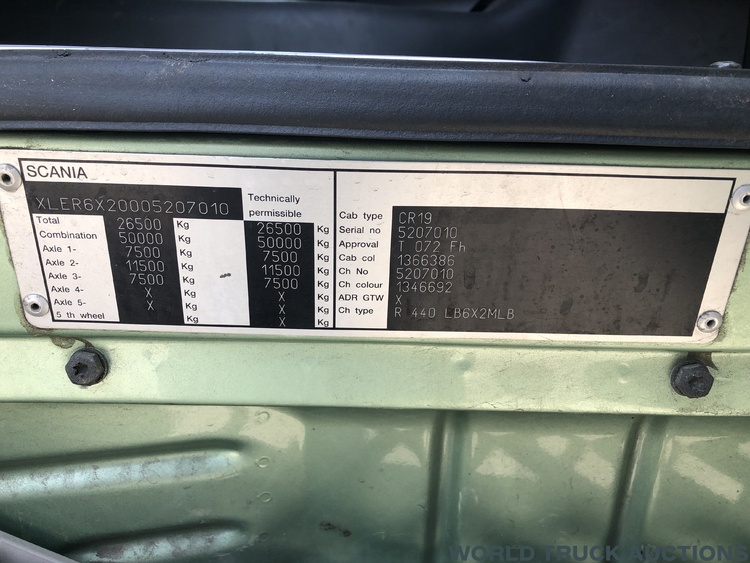 SCANIA
XLER6X20005207010
Technically permissible
Total 26500 Kg 26500 Kg
Combination 50000 Kg 50000 Kg
Axle 1- 7500 Kg 7500 Kg
Axle 2- 11500 Kg 11500 Kg
Axle 3- 7500 Kg 7500 Kg
Axle 4- X Kg X Kg
Axle 5- X Kg X Kg
5 th wheel Kg X Kg
Cab type CR19
Serial no 5207010
Approval T 072 Fh
Cab col 1366386
Ch No 5207010
Ch colour 1346692
ADR GTW X
Ch type R 440 LB6X2MLB
WORLD TRUCK AUCTIONS